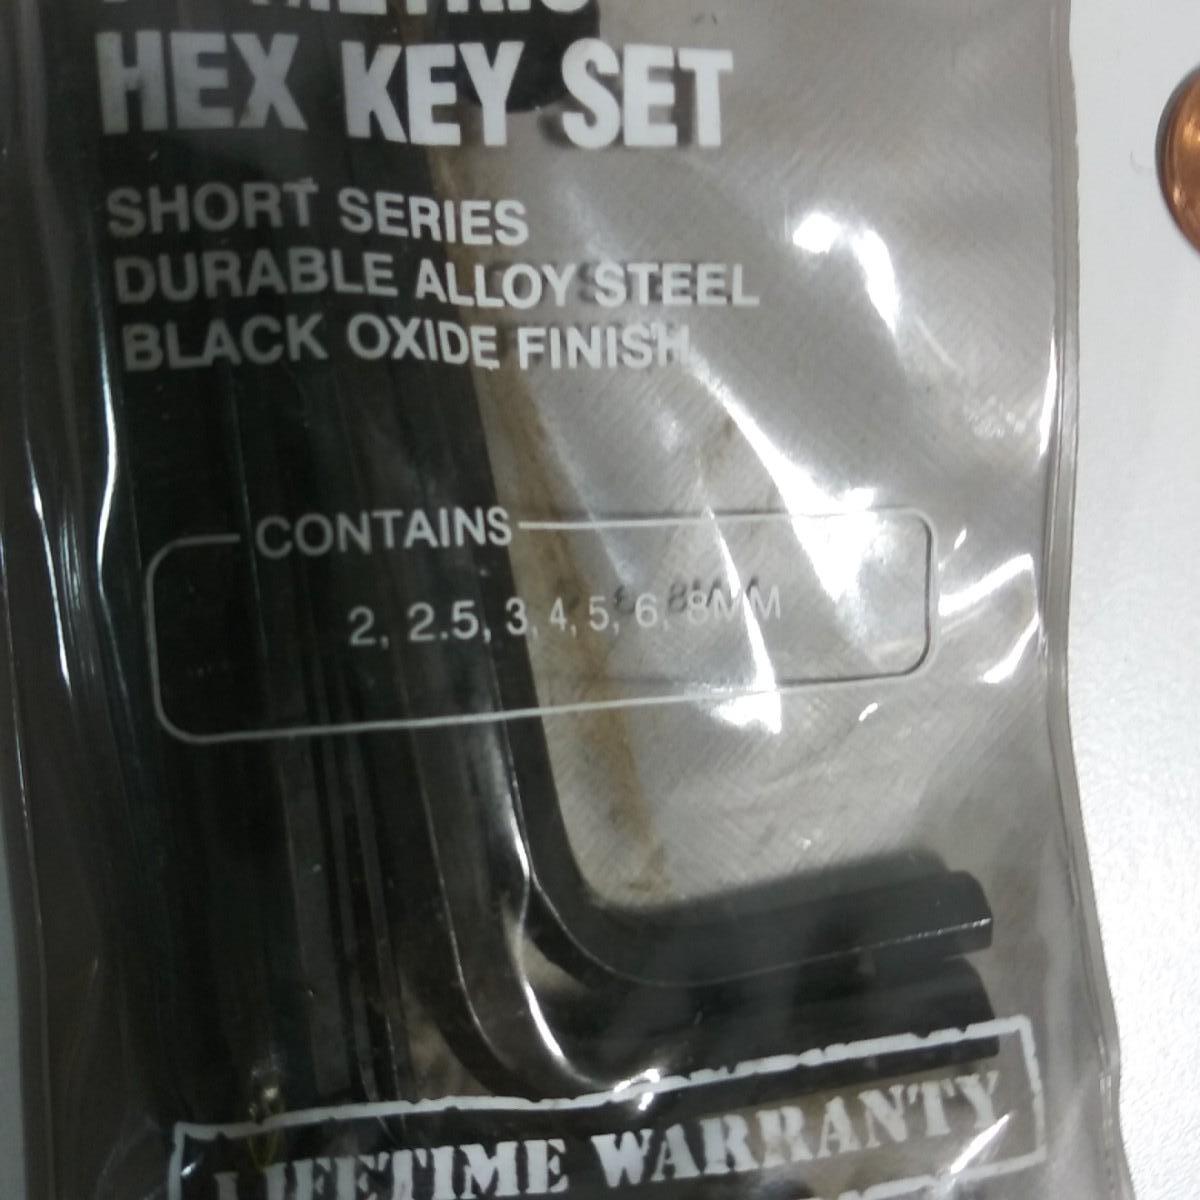 METRIC
HEX KEY SET
SHORT SERIES
DURABLE ALLOY STEEL
BLACK OXIDE FINISH
CONTAINS
2, 2.5, 3, 4, 5, 6, 8MM
LIFETIME WARRANTY